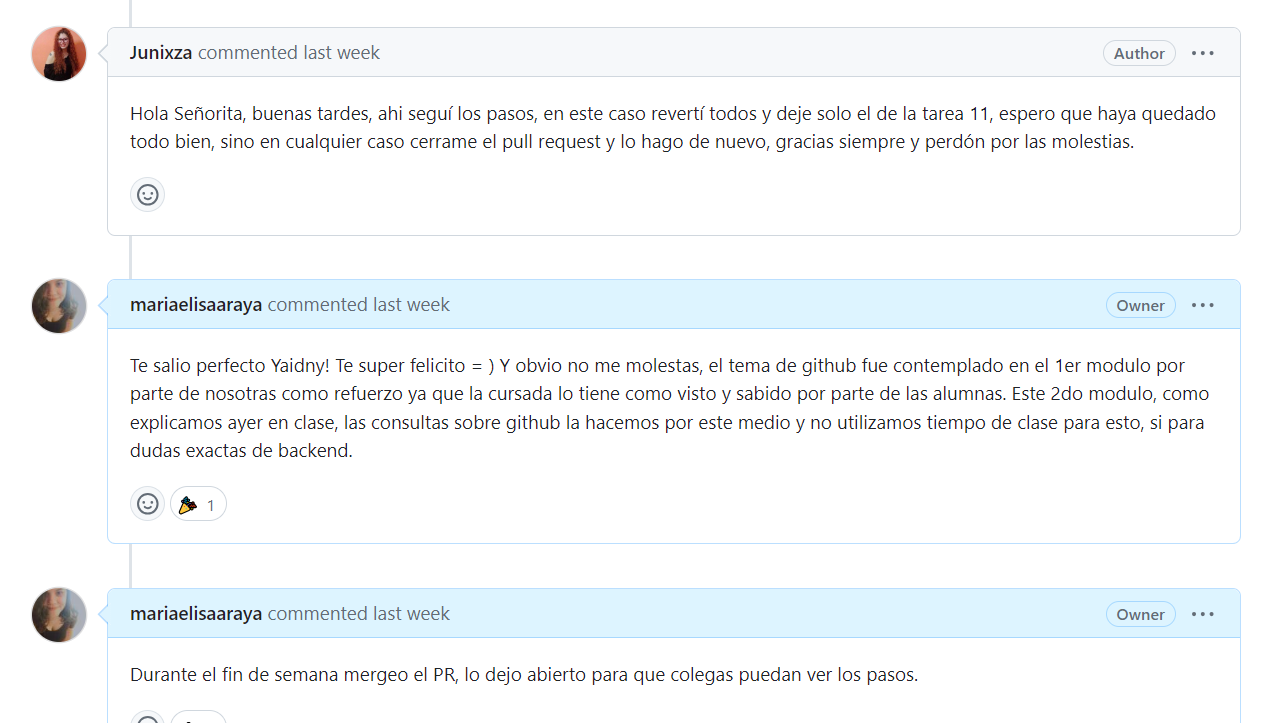 Junixza commented last week
Author
Hola Señorita, buenas tardes, ahi seguí los pasos, en este caso revertí todos y deje solo el de la tarea 11, espero que haya quedado
todo bien, sino en cualquier caso cerrame el pull request y lo hago de nuevo, gracias siempre y perdón por las molestias.
mariaelisaaraya commented last week
Owner
Te salio perfecto Yaidny! Te super felicito = ) Y obvio no me molestas, el tema de github fue contemplado en el 1er modulo por
parte de nosotras como refuerzo ya que la cursada lo tiene como visto y sabido por parte de las alumnas. Este 2do modulo, como
explicamos ayer en clase, las consultas sobre github la hacemos por este medio y no utilizamos tiempo de clase para esto, si para
dudas exactas de backend.
1
mariaelisaaraya commented last week
Owner
Durante el fin de semana mergeo el PR, lo dejo abierto para que colegas puedan ver los pasos.